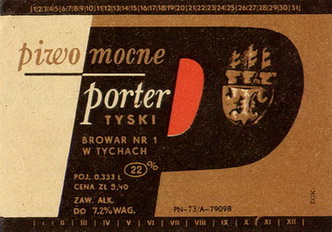 |1|2|3|4|5|6|7|8|9|10|11|12|13|14|15|16|17|18|19|20|21|22|23|24|25|26|27|28|29|30|31|
piwo mocne
porter
TYSKI
BROWAR NR 1
W TYCHACH
22%
POJ. 0,333 L
CENA ZŁ 9,40
ZAW. ALK.
DO 7,2% WAG.
PN-73/A-79098
ZGK.
I II III IV V VI VII VIII IX X XI XII